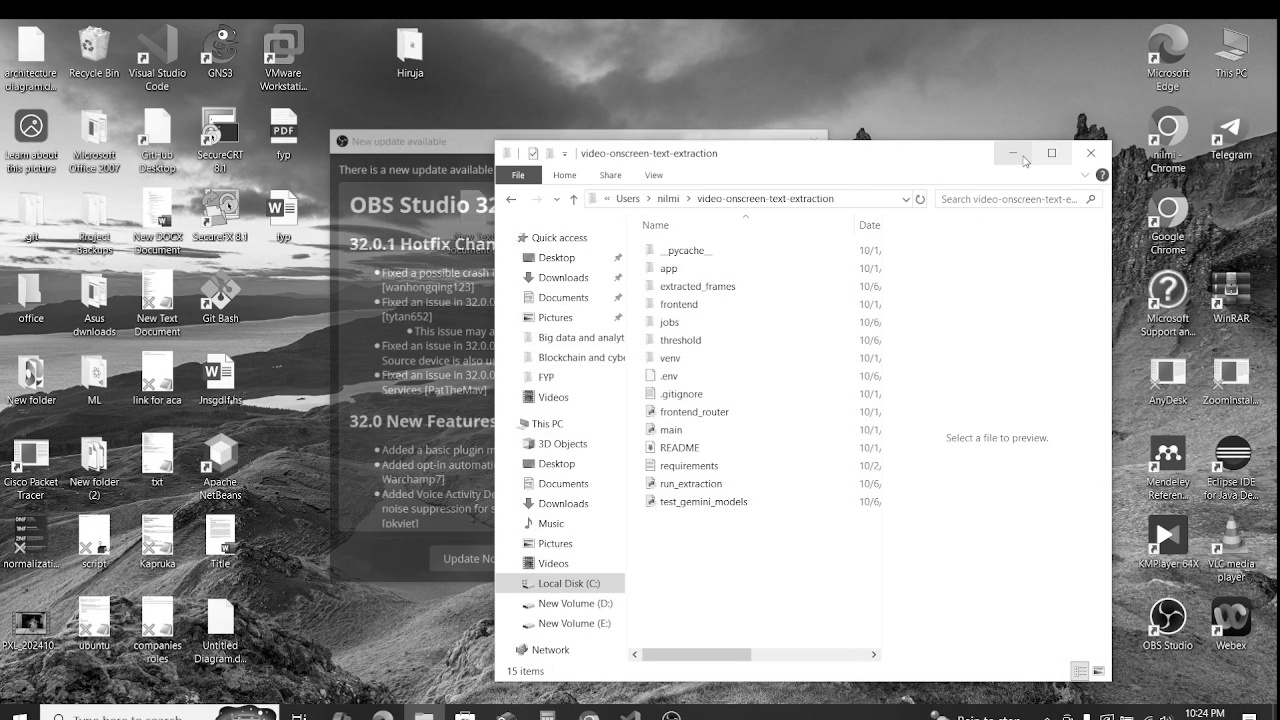 architecture
diagram.d...
Recycle Bin
Visual Studio
Code
GNS3
VMware
Workstati...
Hiruja
Microsoft
Edge
This PC
Learn about
this picture
Microsoft
Office 2007
GitHub
Desktop
SecureCRT
8.1
PDF
fyp
nilmi -
Chrome
Telegram
.git
Project
Backups
New DOCX
Document
SecureFX 8.1
fyp
Google
Chrome
office
Asus
dwnloads
New Text
Document
Git Bash
Microsoft
Support an...
WinRAR
New folder
ML
link for aca
Jnsgdlf.hs
AnyDesk
ZoomInstal...
Cisco Packet
Tracer
New folder
(2)
txt
Apache
NetBeans
Mendeley
Referen...
Eclipse IDE
for Java De...
normalizati...
script
Kapruka
Title
KMPlayer 64X
VLC media
player
PXL_202410...
ubuntu
companies
roles
Untitled
Diagram.d...
OBS Studio
Webex
New update available
There is a new update available
OBS Studio 32
32.0.1 Hotfix Chan
Fixed a possible crash i
[wanhongqing123]
Fixed an issue in 32.0.0
[tytan652]
This issue may a
Fixed an issue in 32.0.0
Source device is also u
Fixed an issue in 32.0.0
Services [PatTheMav]
32.0 New Features
Added a basic plugin m
Added opt-in automati
Warchamp7]
Added Voice Activity De
noise suppression for s
[pkviet]
Update No
video-onscreen-text-extraction
File Home Share View
« Users > nilmi > video-onscreen-text-extraction
Search video-onscreen-text-e...
Name Date
Quick access
Desktop
Downloads
Documents
Pictures
Big data and analyt
Blockchain and cybe
FYP
Videos
This PC
3D Objects
Desktop
Documents
Downloads
Music
Pictures
Videos
Local Disk (C:)
New Volume (D:)
New Volume (E:)
Network
__pycache__ 10/1/
app 10/1/
extracted_frames 10/6/
frontend 10/1/
jobs 10/6/
threshold 10/6/
venv 10/1/
.env 10/6/
.gitignore 10/1/
frontend_router 10/1/
main 10/1/
README 10/1/
requirements 10/2/
run_extraction 10/6/
test_gemini_models 10/6/
Select a file to preview.
15 items
Type here to search
10:24 PM